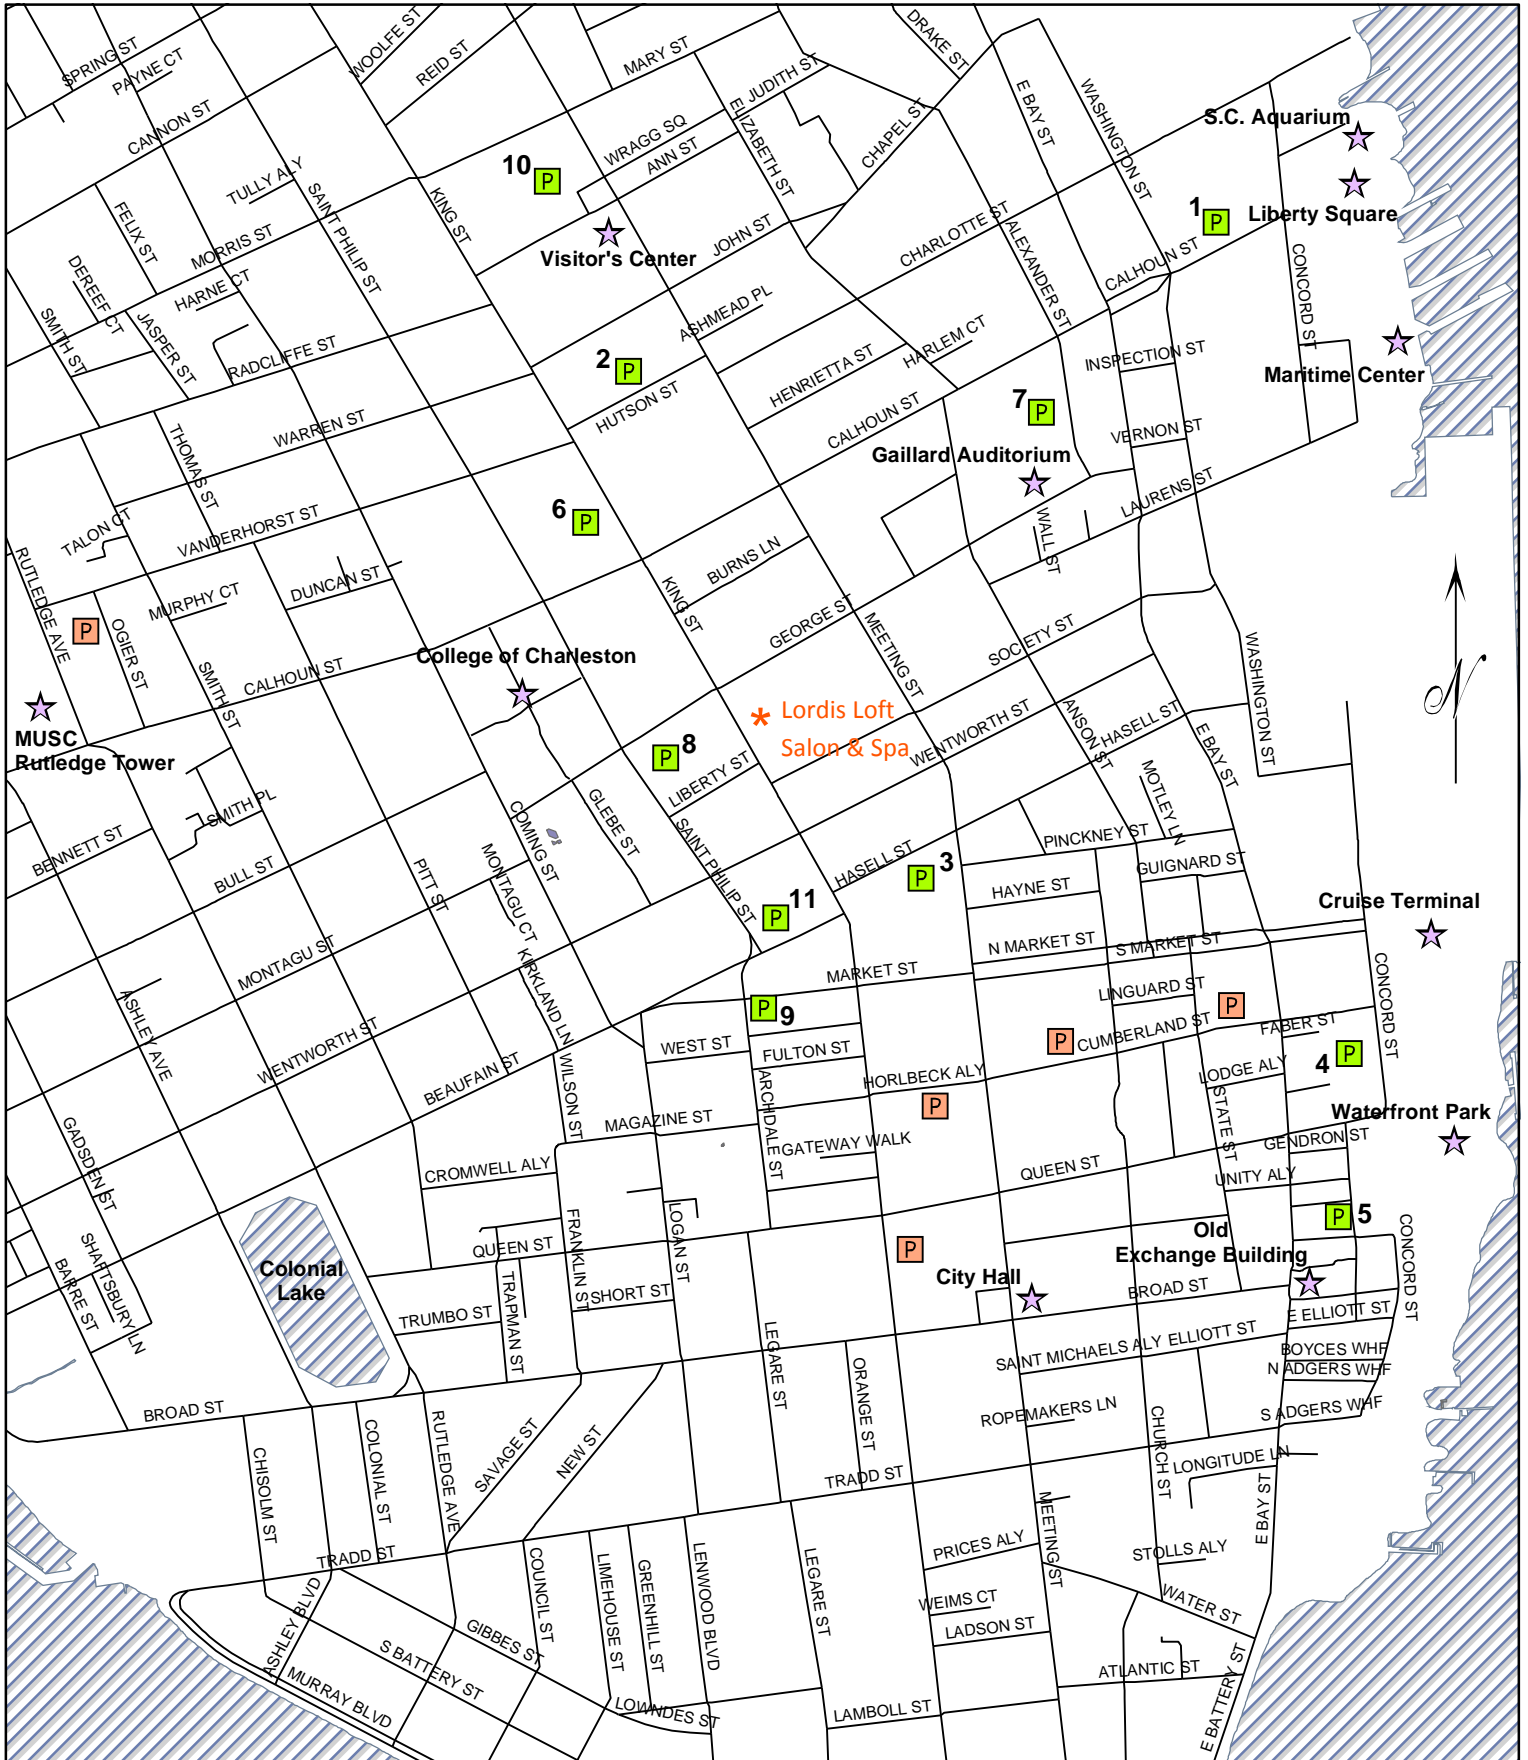 SPRING ST
PAYNE CT
WOOLFE ST
REID ST
MARY ST
JUDITH ST
DRAKE ST
E BAY ST
WASHINGTON ST
S.C. Aquarium
CANNON ST
ELIZABETH ST
WRAGG SQ
ANN ST
CHAPEL ST
10
P
TULLY ALY
SAINT PHILIP ST
KING ST
Liberty Square
1
P
FELIX ST
MORRIS ST
Visitor's Center
JOHN ST
CHARLOTTE ST
ALEXANDER ST
CALHOUN ST
CONCORD ST
DEREEF CT
HARNE CT
SMITH ST
JASPER ST
ASHMEAD PL
HARLEM CT
INSPECTION ST
RADCLIFFE ST
2
P
HENRIETTA ST
Maritime Center
HUTSON ST
CALHOUN ST
7
P
WARREN ST
VERNON ST
THOMAS ST
Gaillard Auditorium
LAURENS ST
6
P
TALON CT
VANDERHORST ST
WALL ST
RUTLEDGE AVE
BURNS LN
DUNCAN ST
MURPHY CT
KING ST
P
OGIER ST
GEORGE ST
MEETING ST
SOCIETY ST
WASHINGTON ST
College of Charleston
CALHOUN ST
SMITH ST
N
MUSC
Rutledge Tower
* Lordis Loft
Salon & Spa
WENTWORTH ST
ANSON ST
HASELL ST
E BAY ST
P
8
LIBERTY ST
MOTLEY LN
SMITH PL
GLEBE ST
COMING ST
SAINT PHILIP ST
BENNETT ST
BULL ST
PITT ST
MONTAGU CT
HASELL ST
P
3
PINCKNEY ST
GUIGNARD ST
HAYNE ST
P
11
Cruise Terminal
N MARKET ST
S MARKET ST
MONTAGU ST
KIRKLAND LN
MARKET ST
CONCORD ST
ASHLEY AVE
LINGUARD ST
P
9
P
WENTWORTH ST
WEST ST
FULTON ST
P
CUMBERLAND ST
FABER ST
4
P
BEAUFAIN ST
WILSON ST
ARCHDALE ST
HORLBECK ALY
LODGE ALY
P
STATE ST
Waterfront Park
MAGAZINE ST
GATEWAY WALK
GADSDEN ST
GENDRON ST
CROMWELL ALY
QUEEN ST
UNITY ALY
FRANKLIN ST
LOGAN ST
P
5
CONCORD ST
SHAFTSBURY LN
QUEEN ST
P
Old
Exchange Building
BARRE ST
Colonial
Lake
TRAPMAN ST
SHORT ST
City Hall
BROAD ST
TRUMBO ST
LEGARE ST
E ELLIOTT ST
ORANGE ST
SAINT MICHAELS ALY
ELLIOTT ST
BOYCES WHF
N ADGERS WHF
BROAD ST
ROPEMAKERS LN
S ADGERS WHF
CHISOLM ST
COLONIAL ST
RUTLEDGE AVE
SAVAGE ST
NEW ST
CHURCH ST
LONGITUDE LN
TRADD ST
E BAY ST
MEETING ST
TRADD ST
PRICES ALY
STOLLS ALY
COUNCIL ST
LIMEHOUSE ST
GREENHILL ST
LENWOOD BLVD
LEGARE ST
WEIMS CT
WATER ST
LADSON ST
ASHLEY BLVD
GIBBES ST
S BATTERY ST
ATLANTIC ST
MURRAY BLVD
LOWNDES ST
LAMBOLL ST
E BATTERY ST